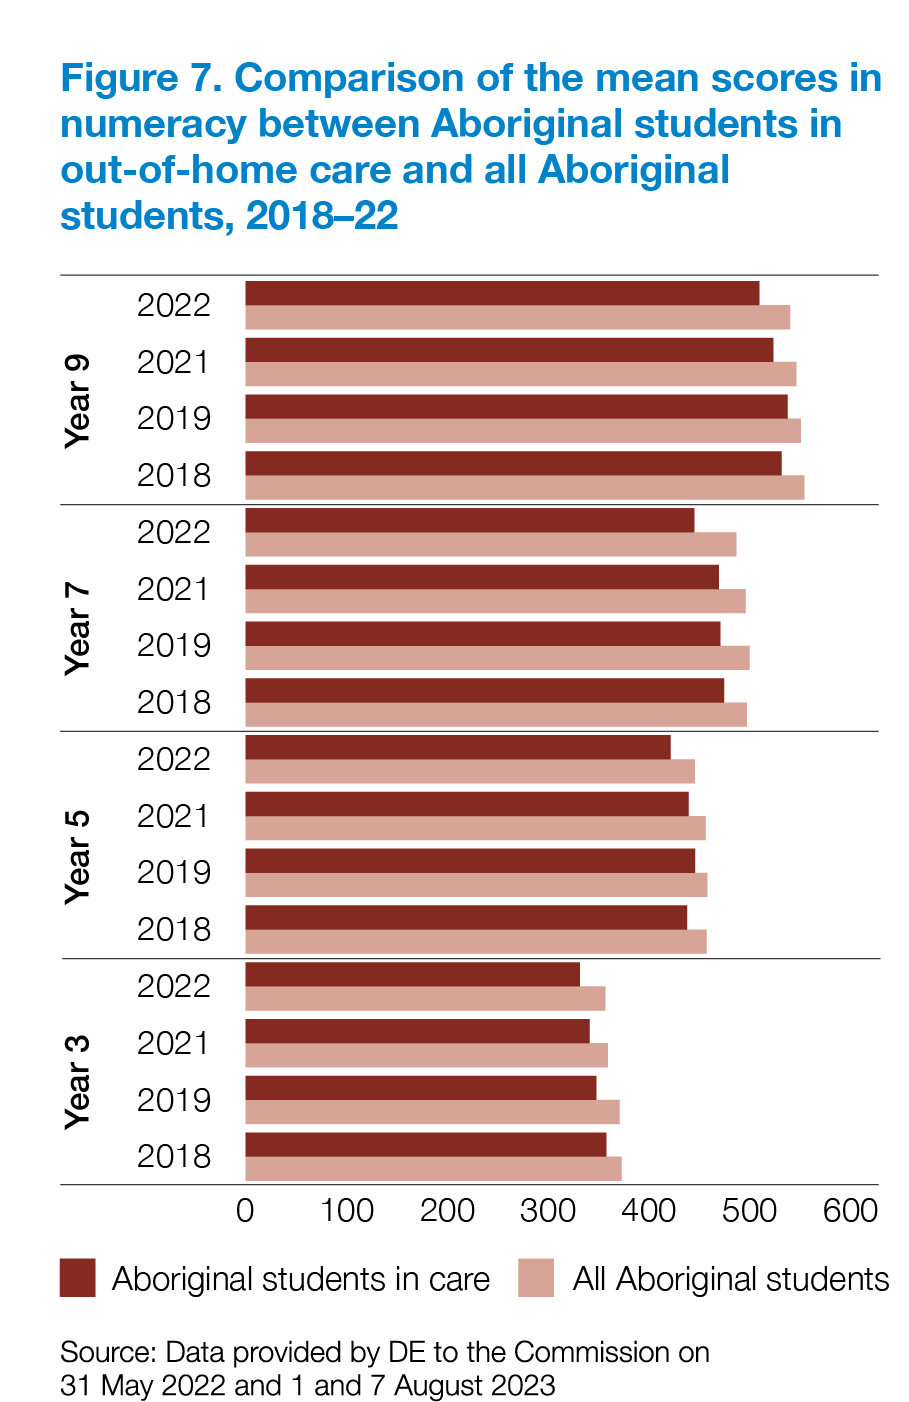 Figure 7. Comparison of the mean scores in
numeracy between Aboriginal students in
out-of-home care and all Aboriginal
students, 2018–22
Year 9
2022
2021
2019
2018
Year 7
2022
2021
2019
2018
Year 5
2022
2021
2019
2018
Year 3
2022
2021
2019
2018
0 100 200 300 400 500 600
Aboriginal students in care All Aboriginal students
Source: Data provided by DE to the Commission on
31 May 2022 and 1 and 7 August 2023